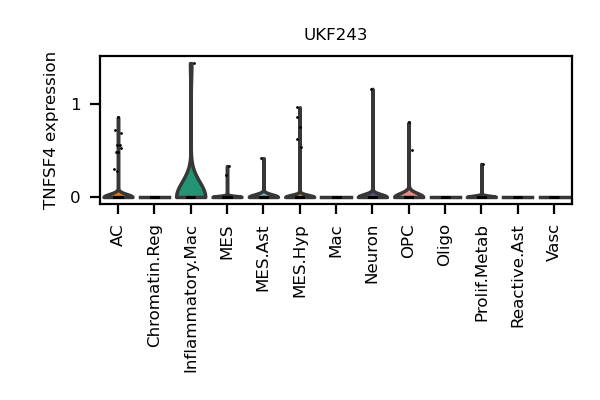 UKF243
TNFSF4 expression
1
0
AC
Chromatin.Reg
Inflammatory.Mac
MES
MES.Ast
MES.Hyp
Mac
Neuron
OPC
Oligo
Prolif.Metab
Reactive.Ast
Vasc